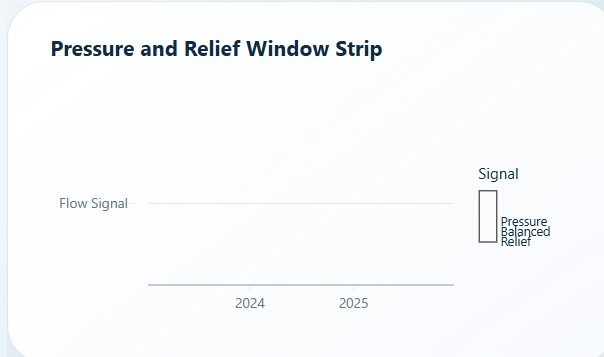 Pressure and Relief Window Strip
Signal
Flow Signal
Pressure
Balanced
Relief
2024
2025